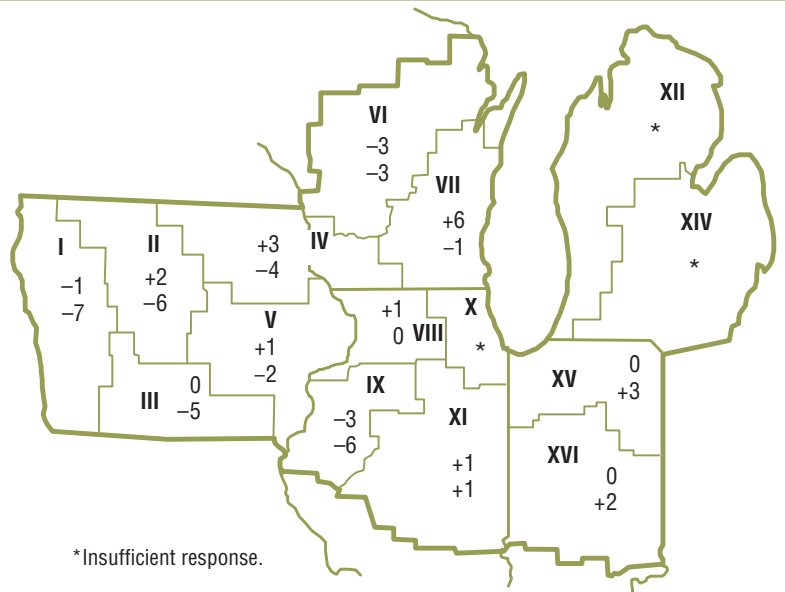 XII
*
VI
–3
–3
VII
+6
–1
XIV
*
I
–1
–7
II
+2
–6
+3
–4
IV
V
+1
–2
+1
0
VIII
X
*
III
0
–5
IX
–3
–6
XI
+1
+1
XV
0
+3
XVI
0
+2
*Insufficient response.